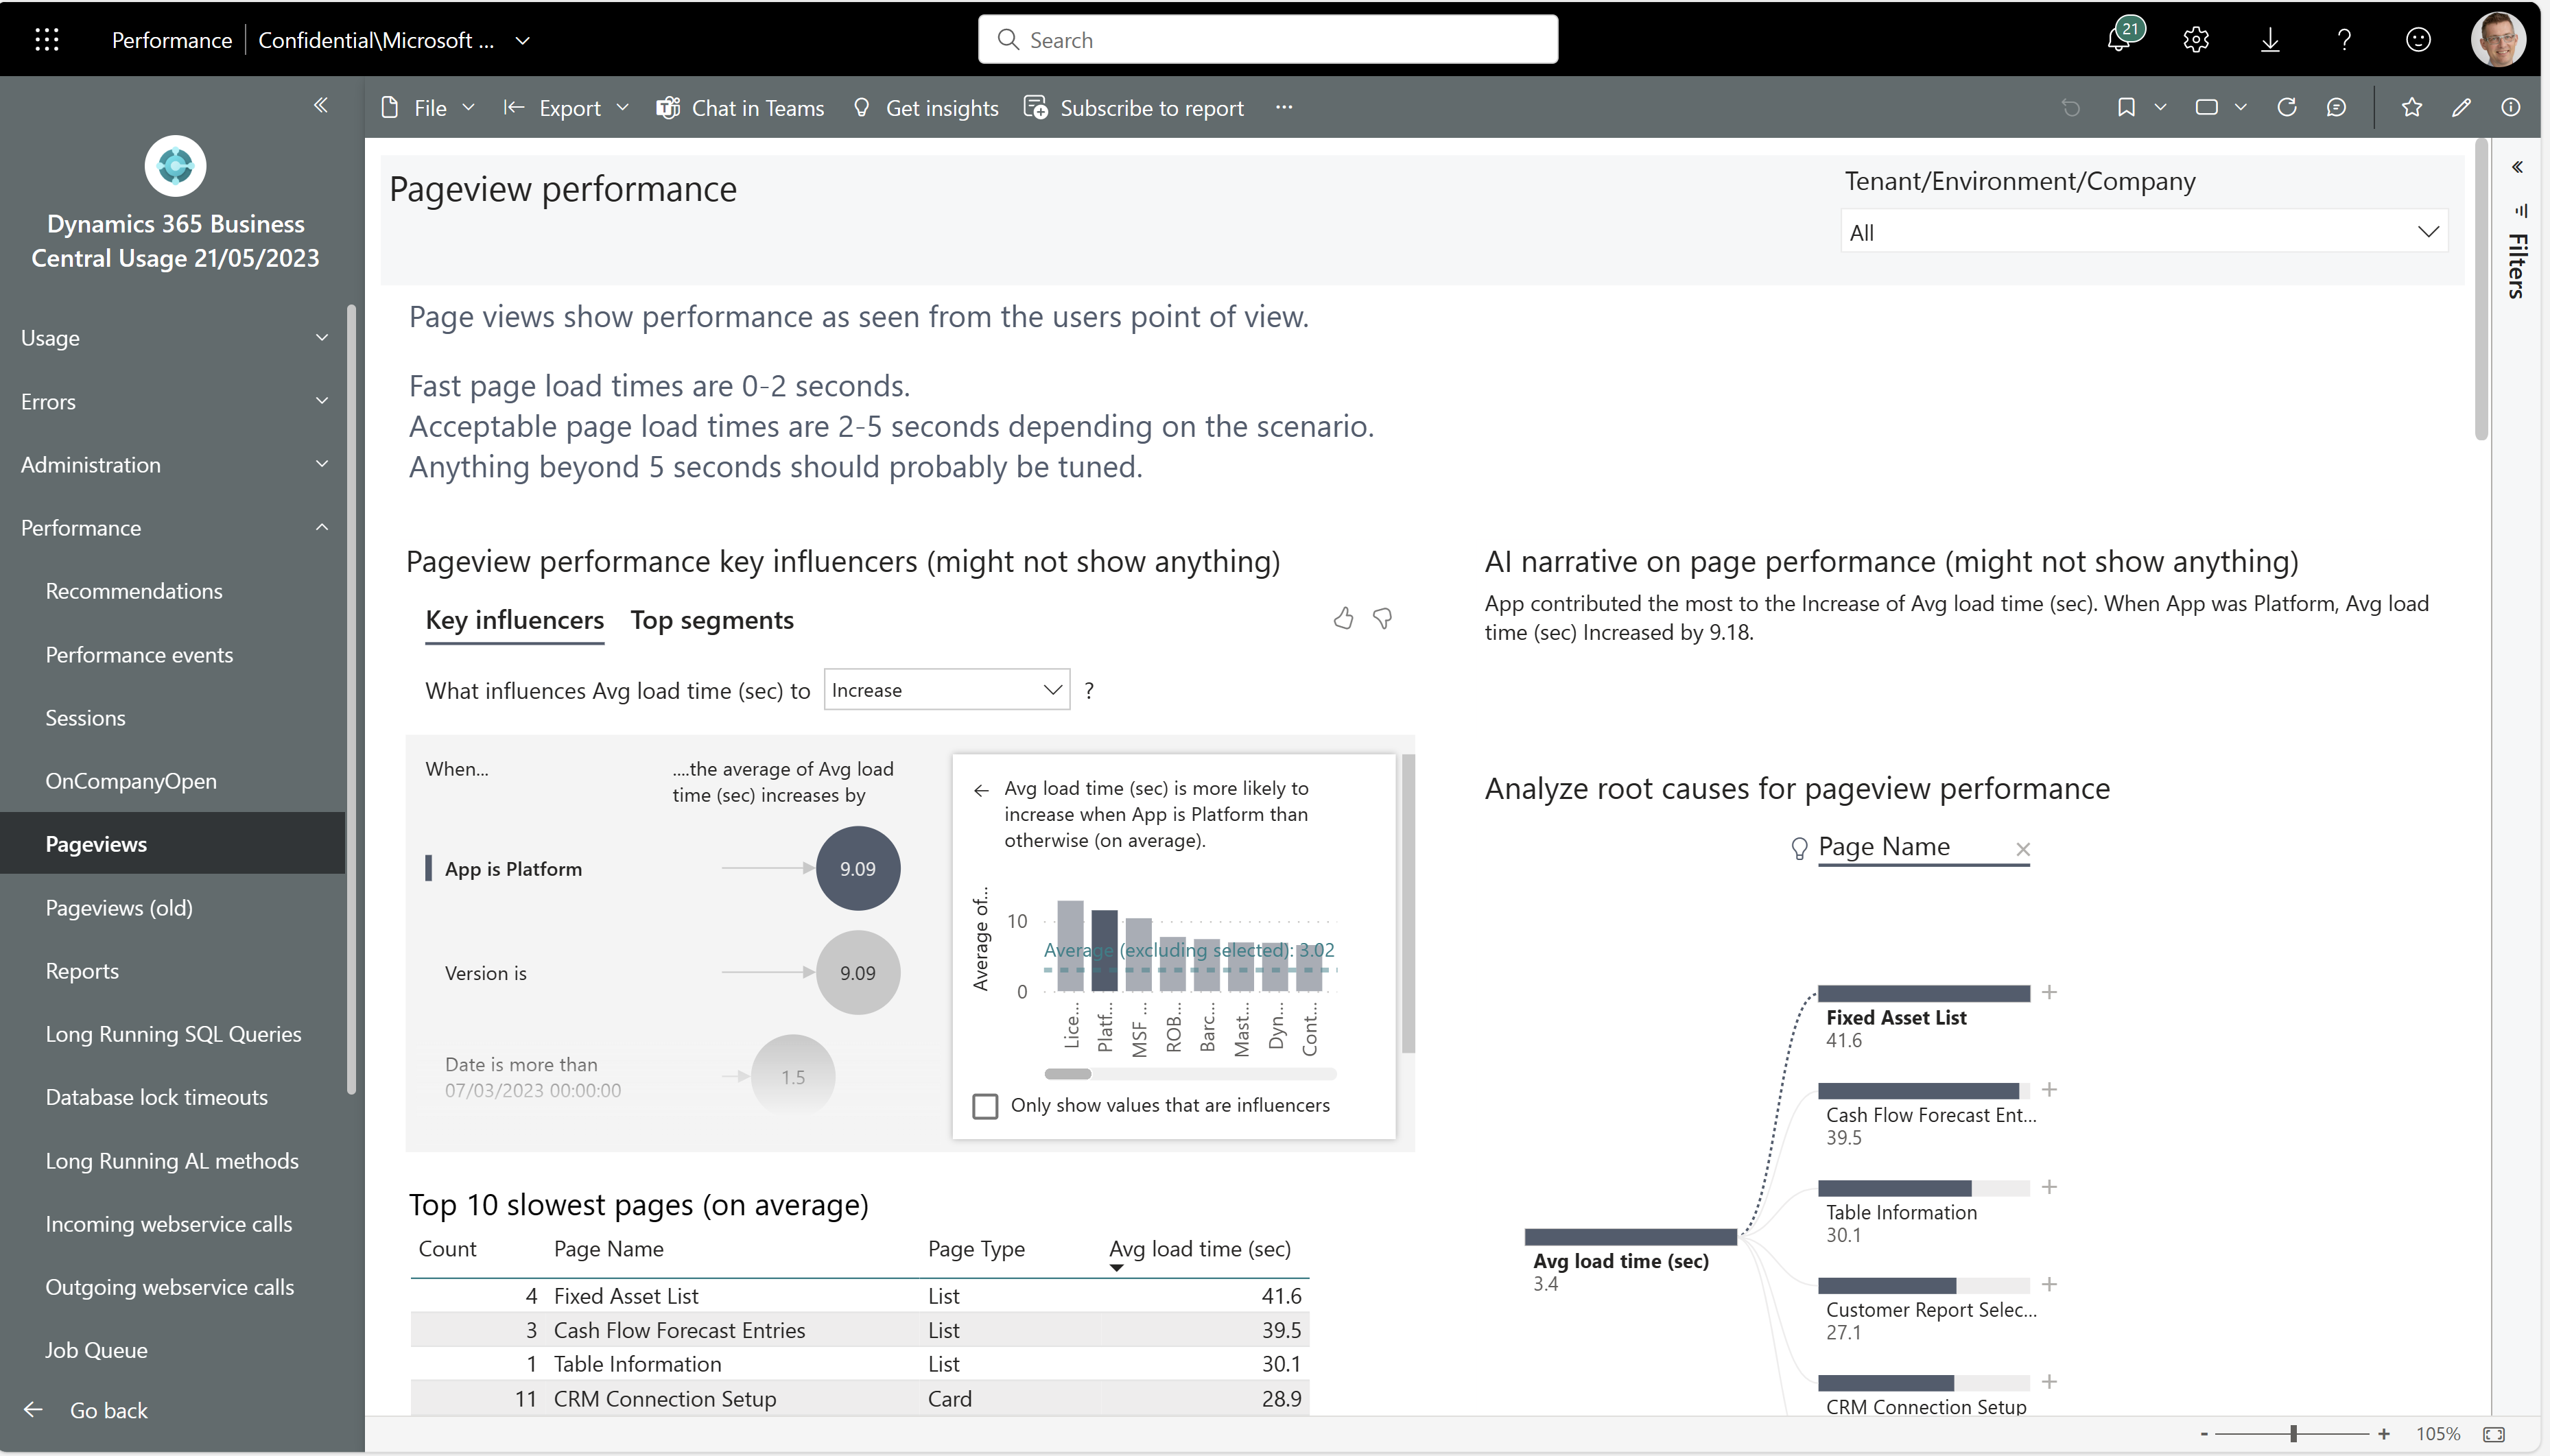 Performance
Confidential\Microsoft ...
Search
21
Dynamics 365 Business
Central Usage 21/05/2023
Usage
Errors
Administration
Performance
Recommendations
Performance events
Sessions
OnCompanyOpen
Pageviews
Pageviews (old)
Reports
Long Running SQL Queries
Database lock timeouts
Long Running AL methods
Incoming webservice calls
Outgoing webservice calls
Job Queue
Go back
File
Export
Chat in Teams
Get insights
Subscribe to report
...
Pageview performance
Tenant/Environment/Company
All
Filters
Page views show performance as seen from the users point of view.
Fast page load times are 0-2 seconds.
Acceptable page load times are 2-5 seconds depending on the scenario.
Anything beyond 5 seconds should probably be tuned.
Pageview performance key influencers (might not show anything)
Key influencers
Top segments
What influences Avg load time (sec) to
Increase
?
When...
....the average of Avg load
time (sec) increases by
App is Platform
9.09
Version is
9.09
Date is more than
07/03/2023 00:00:00
1.5
Avg load time (sec) is more likely to
increase when App is Platform than
otherwise (on average).
Average of...
10
0
Average (excluding selected): 3.02
Lice...
Platf...
MSF ...
ROB...
Barc...
Mast...
Dyn...
Cont...
Only show values that are influencers
Top 10 slowest pages (on average)
Count Page Name Page Type Avg load time (sec)
4 Fixed Asset List List 41.6
3 Cash Flow Forecast Entries List 39.5
1 Table Information List 30.1
11 CRM Connection Setup Card 28.9
AI narrative on page performance (might not show anything)
App contributed the most to the Increase of Avg load time (sec). When App was Platform, Avg load
time (sec) Increased by 9.18.
Analyze root causes for pageview performance
Page Name
Avg load time (sec)
3.4
Fixed Asset List
41.6
Cash Flow Forecast Ent...
39.5
Table Information
30.1
Customer Report Selec...
27.1
CRM Connection Setup
- + 105%